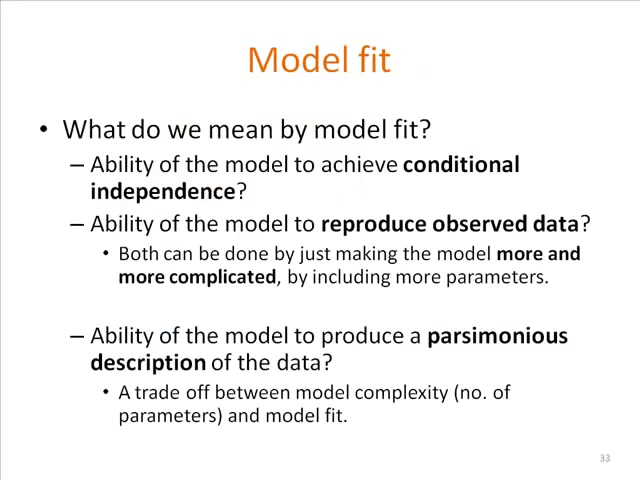 Model fit
• What do we mean by model fit?
– Ability of the model to achieve conditional
independence?
– Ability of the model to reproduce observed data?
• Both can be done by just making the model more and
more complicated, by including more parameters.
– Ability of the model to produce a parsimonious
description of the data?
• A trade off between model complexity (no. of
parameters) and model fit.
33